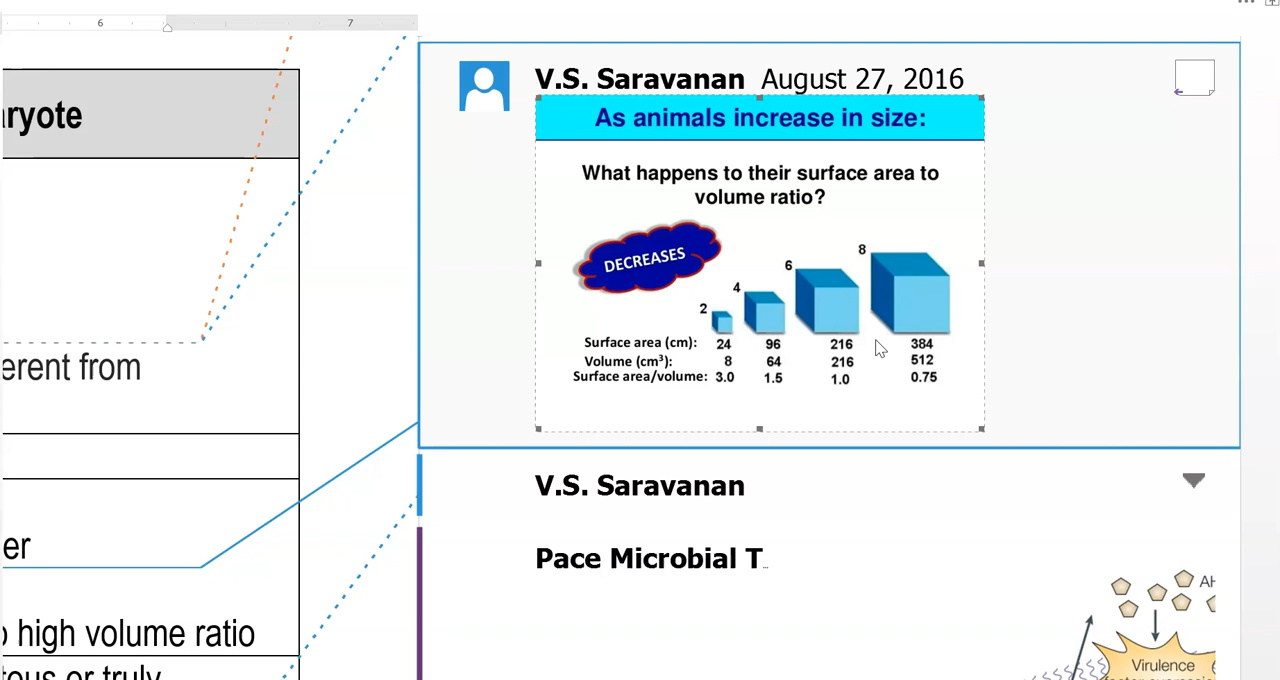 6
7
aryote
erent from
er
high volume ratio
tous or truly
V.S. Saravanan August 27, 2016
As animals increase in size:
What happens to their surface area to
volume ratio?
DECREASES
2
4
6
8
Surface area (cm): 24 96 216 384
Volume (cm³): 8 64 216 512
Surface area/volume: 3.0 1.5 1.0 0.75
V.S. Saravanan
Pace Microbial T...
AH
Virulence